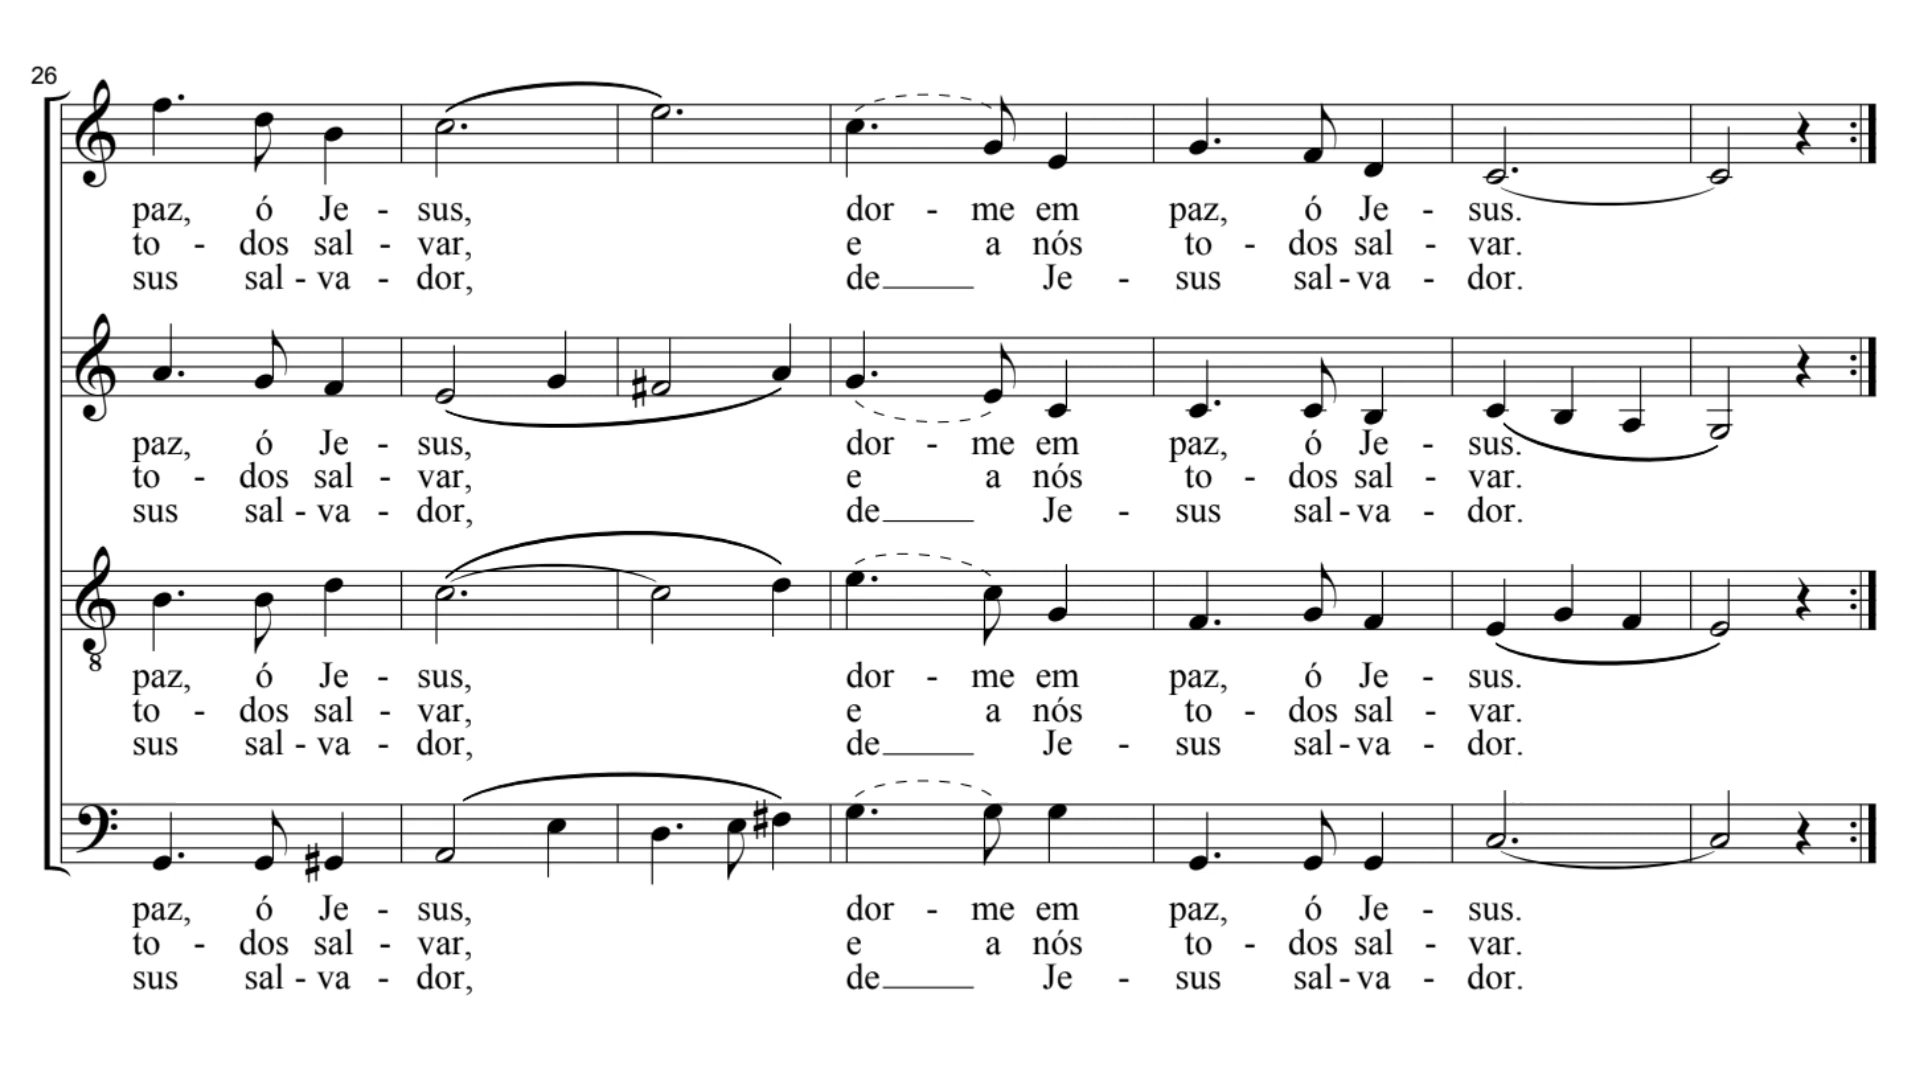 26
paz, ó Je - sus, dor - me em paz, ó Je - sus.
to - dos sal - var, e a nós to - dos sal - var.
sus sal - va - dor, de____ Je - sus sal - va - dor.
paz, ó Je - sus, dor - me em paz, ó Je - sus.
to - dos sal - var, e a nós to - dos sal - var.
sus sal - va - dor, de____ Je - sus sal - va - dor.
8
paz, ó Je - sus, dor - me em paz, ó Je - sus.
to - dos sal - var, e a nós to - dos sal - var.
sus sal - va - dor, de____ Je - sus sal - va - dor.
paz, ó Je - sus, dor - me em paz, ó Je - sus.
to - dos sal - var, e a nós to - dos sal - var.
sus sal - va - dor, de____ Je - sus sal - va - dor.